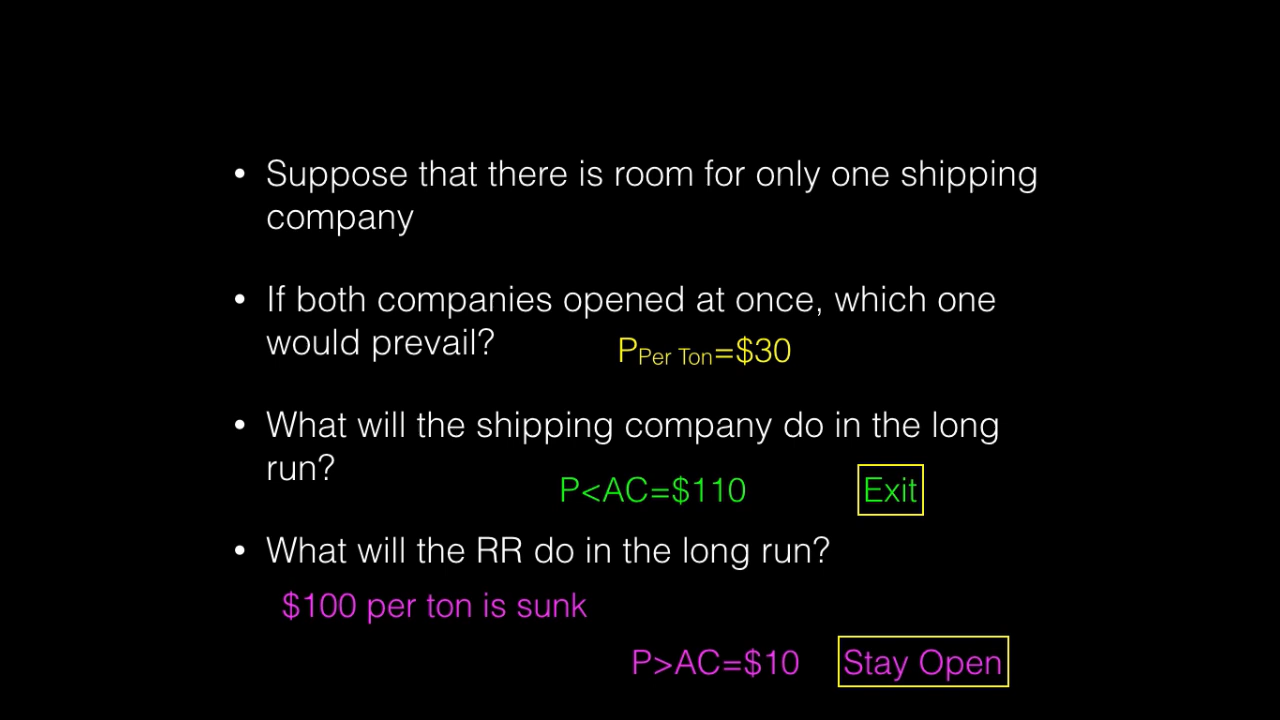 • Suppose that there is room for only one shipping
company
• If both companies opened at once, which one
would prevail?
PPer Ton=$30
• What will the shipping company do in the long
run?
P<AC=$110
Exit
• What will the RR do in the long run?
$100 per ton is sunk
P>AC=$10
Stay Open